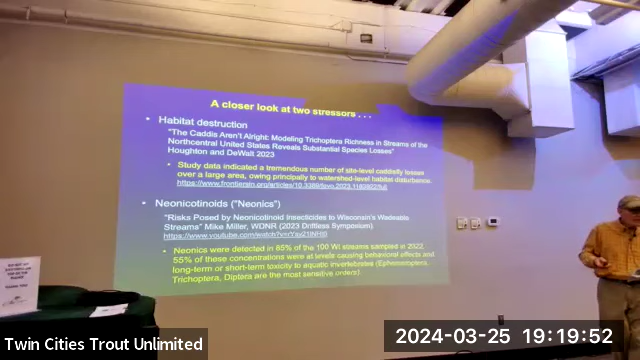 A closer look at two stressors . . .
• Habitat destruction
"The Caddis Aren't Alright: Modeling Trichoptera Richness in Streams of the
Northcentral United States Reveals Substantial Species Losses"
Houghton and DeWalt 2023
• Study data indicated a tremendous number of site-level caddisfly losses
over a large area, owing principally to watershed-level habitat disturbance.
• Neonicotinoids ("Neonics")
"Risks Posed by Neonicotinoid Insecticides to Wisconsin's Wadeable
Streams" Mike Miller, WDNR (2023 Driftless Symposium)
• Neonics were detected in 85% of the 100 WI streams sampled in 2022.
55% of these concentrations were at levels causing behavioral effects and
long-term or short-term toxicity to aquatic invertebrates (Ephemeroptera,
Trichoptera, Diptera are the most sensitive orders).
Twin Cities Trout Unlimited
2024-03-25 19:19:52